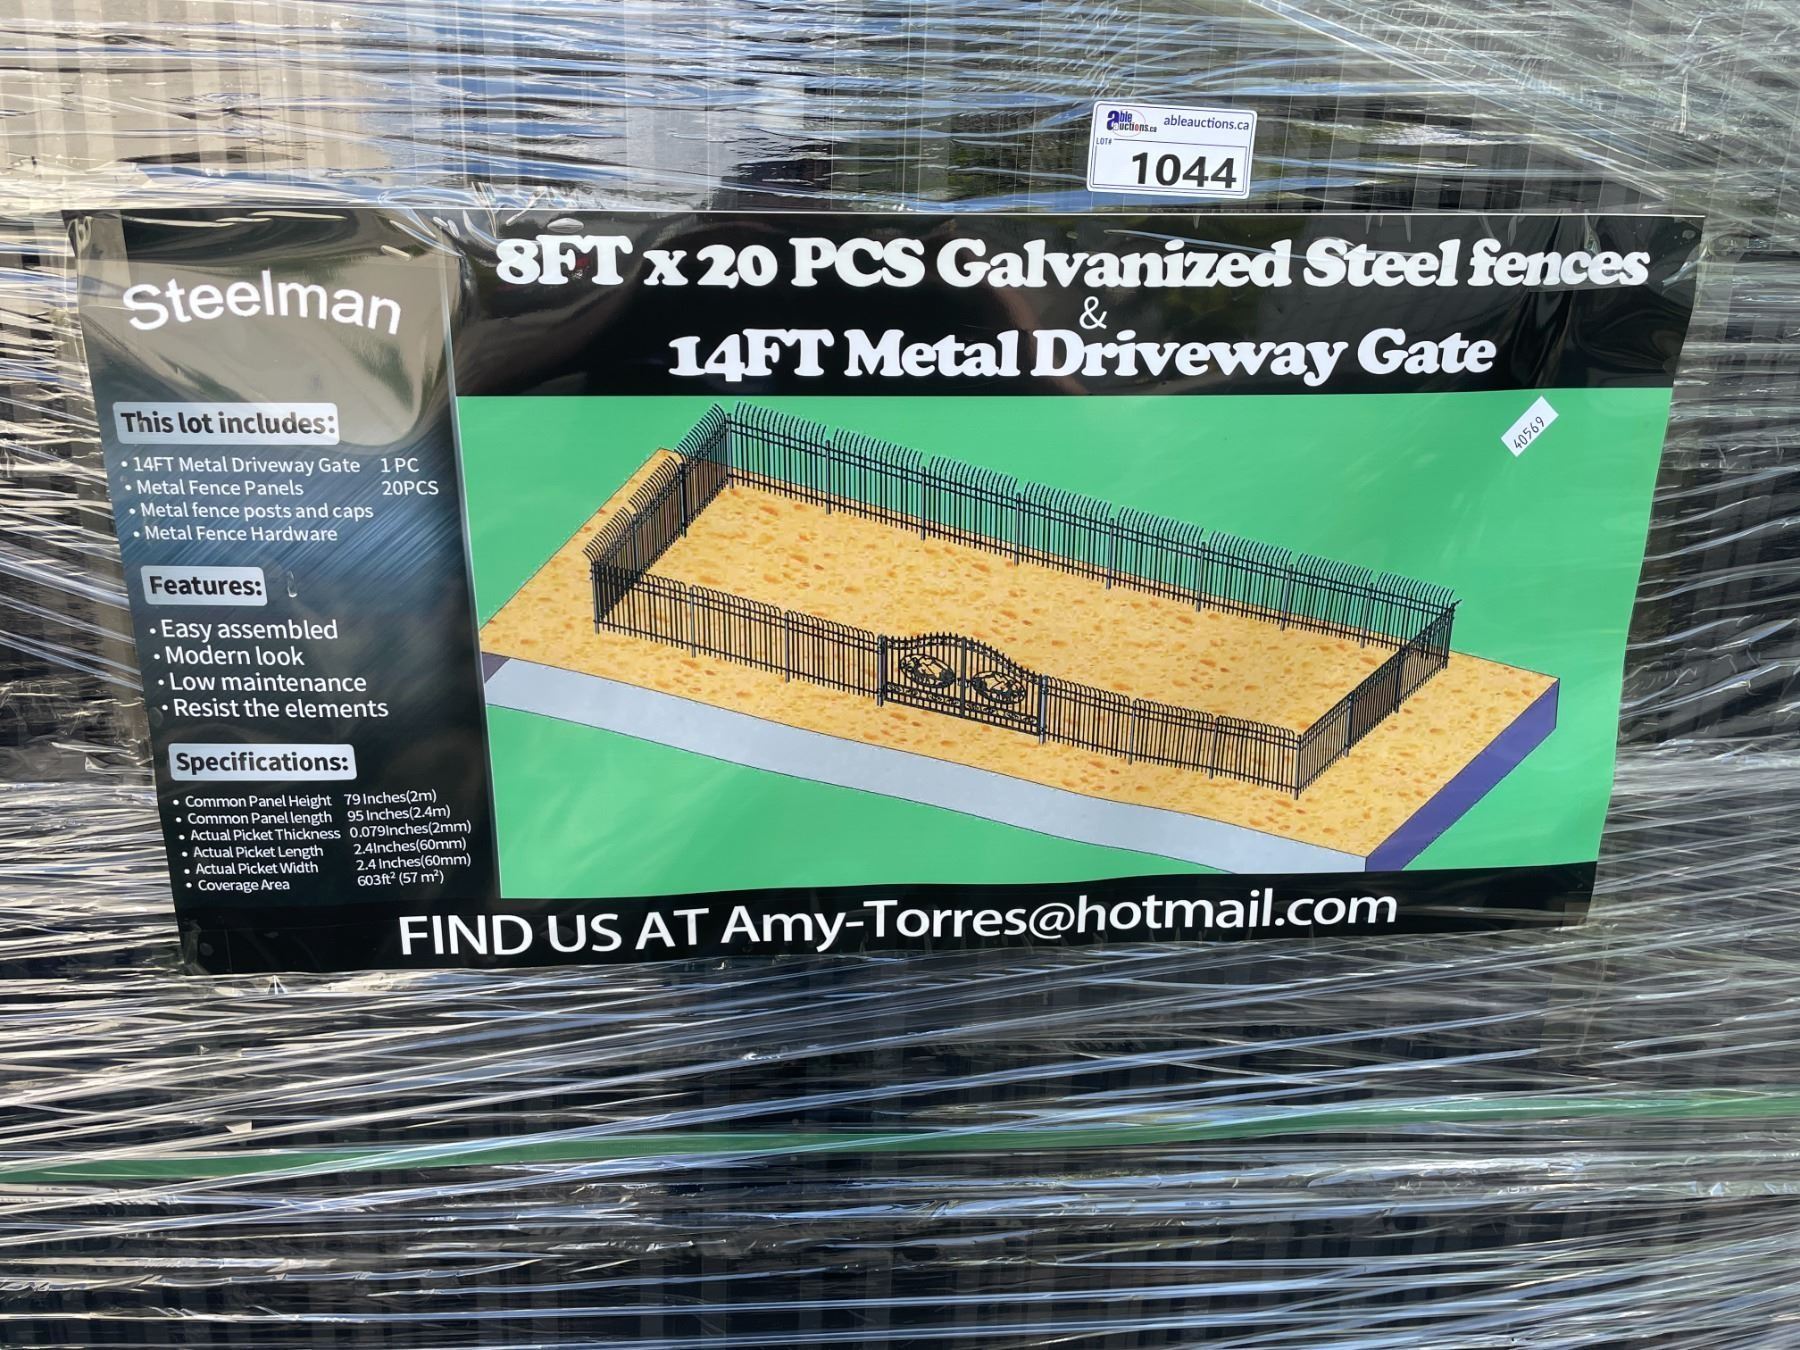 able auctions.ca
ableauctions.ca
LOT#
1044
Steelman
8FT x 20 PCS Galvanized Steel fences
&
14FT Metal Driveway Gate
40569
This lot includes:
• 14FT Metal Driveway Gate 1 PC
• Metal Fence Panels 20PCS
• Metal fence posts and caps
• Metal Fence Hardware
Features:
• Easy assembled
• Modern look
• Low maintenance
• Resist the elements
Specifications:
• Common Panel Height 79 Inches(2m)
• Common Panel length 95 Inches(2.4m)
• Actual Picket Thickness 0.079Inches(2mm)
• Actual Picket Length 2.4Inches(60mm)
• Actual Picket Width 2.4 Inches(60mm)
• Coverage Area 603ft² (57 m²)
FIND US AT Amy-Torres@hotmail.com